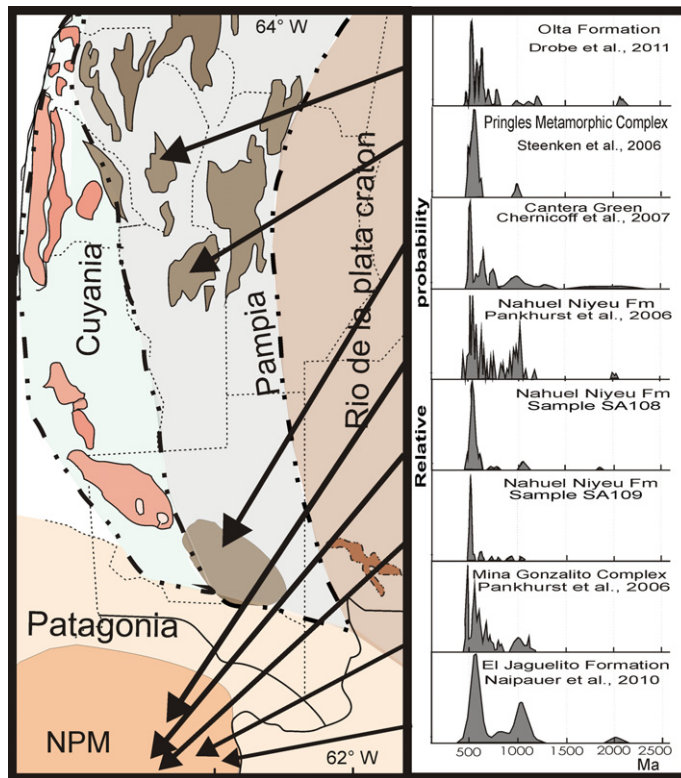 64° W
Cuyania
Pampia
Rio de la plata craton
Patagonia
NPM
62° W
Relative probability
Olta Formation
Drobe et al., 2011
Pringles Metamorphic Complex
Steenken et al., 2006
Cantera Green
Chernicoff et al., 2007
Nahuel Niyeu Fm
Pankhurst et al., 2006
Nahuel Niyeu Fm
Sample SA108
Nahuel Niyeu Fm
Sample SA109
Mina Gonzalito Complex
Pankhurst et al., 2006
El Jaguelito Formation
Naipauer et al., 2010
500 1000 1500 2000 2500
Ma